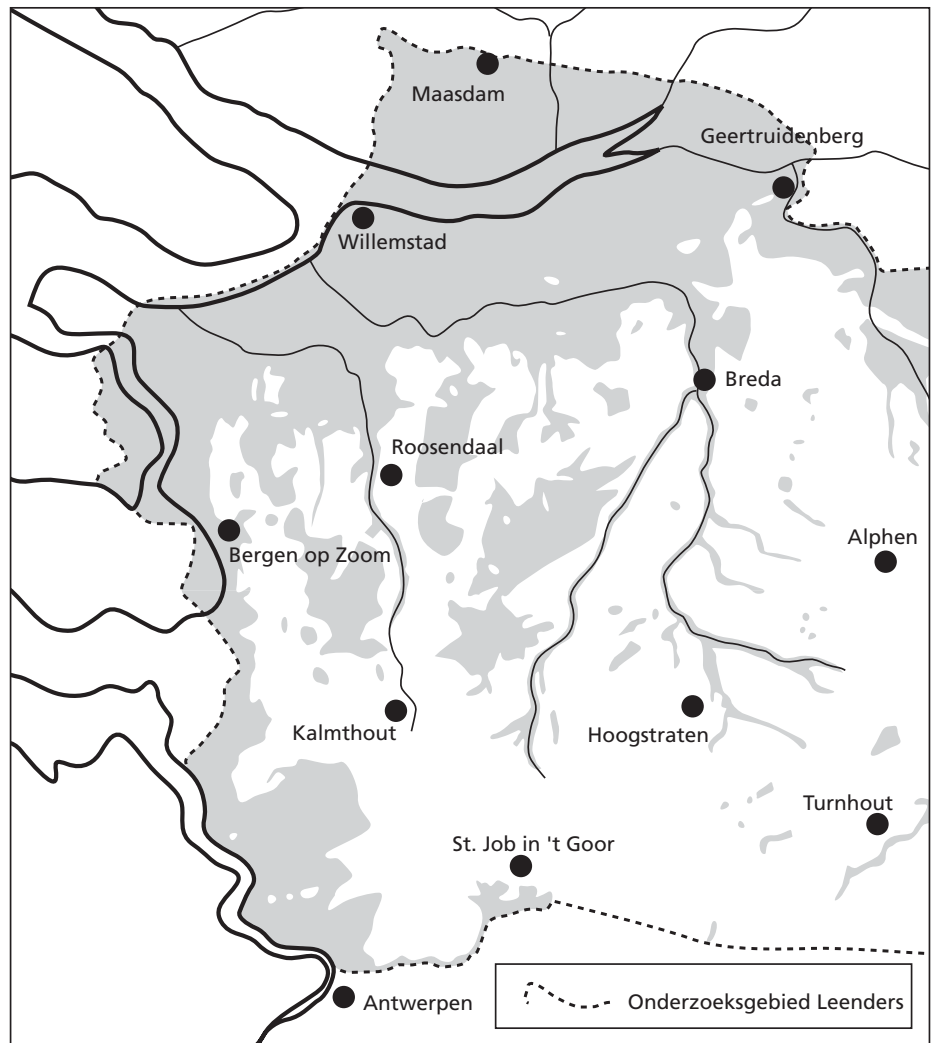 Maasdam
Geertruidenberg
Willemstad
Breda
Roosendaal
Alphen
Bergen op Zoom
Kalmthout
Hoogstraten
Turnhout
St. Job in 't Goor
Antwerpen
Onderzoeksgebied Leenders